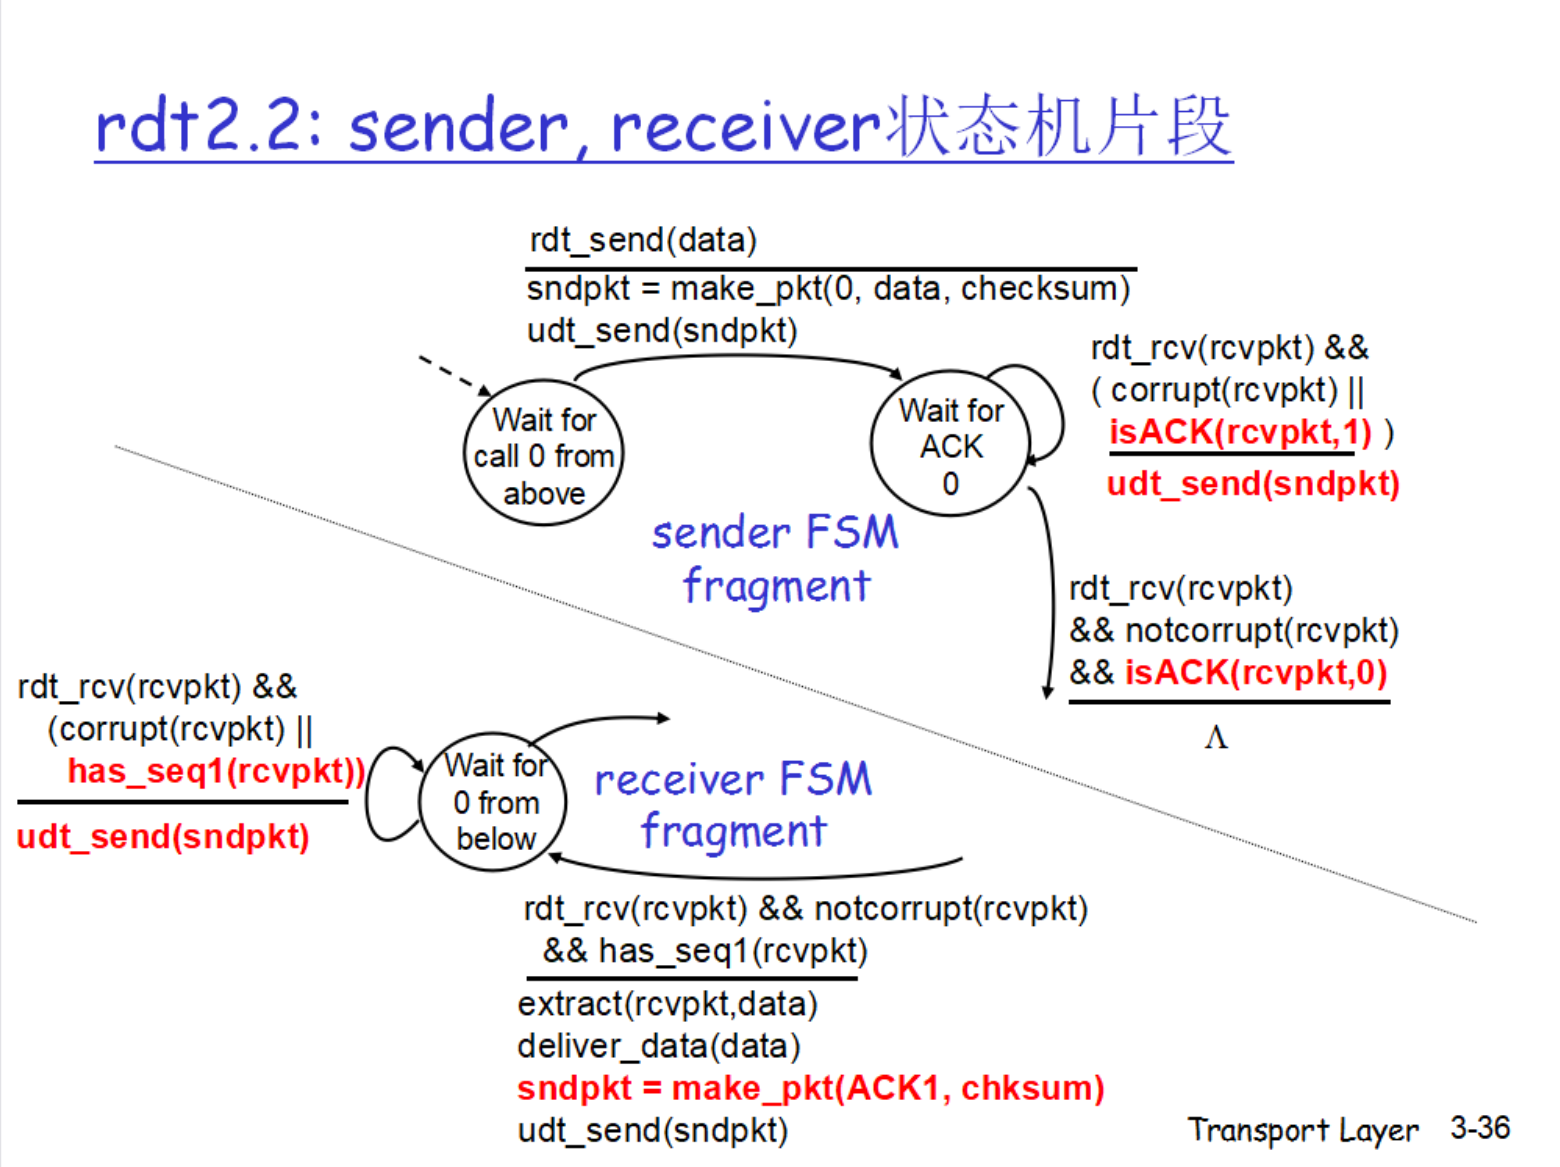 rdt2.2: sender, receiver状态机片段
rdt_send(data)
sndpkt = make_pkt(0, data, checksum)
udt_send(sndpkt)
Wait for
call 0 from
above
Wait for
ACK
0
rdt_rcv(rcvpkt) &&
( corrupt(rcvpkt) ||
isACK(rcvpkt,1) )
udt_send(sndpkt)
sender FSM
fragment
rdt_rcv(rcvpkt)
&& notcorrupt(rcvpkt)
&& isACK(rcvpkt,0)
Λ
rdt_rcv(rcvpkt) &&
(corrupt(rcvpkt) ||
has_seq1(rcvpkt))
udt_send(sndpkt)
Wait for
0 from
below
receiver FSM
fragment
rdt_rcv(rcvpkt) && notcorrupt(rcvpkt)
&& has_seq1(rcvpkt)
extract(rcvpkt,data)
deliver_data(data)
sndpkt = make_pkt(ACK1, chksum)
udt_send(sndpkt)
Transport Layer 3-36